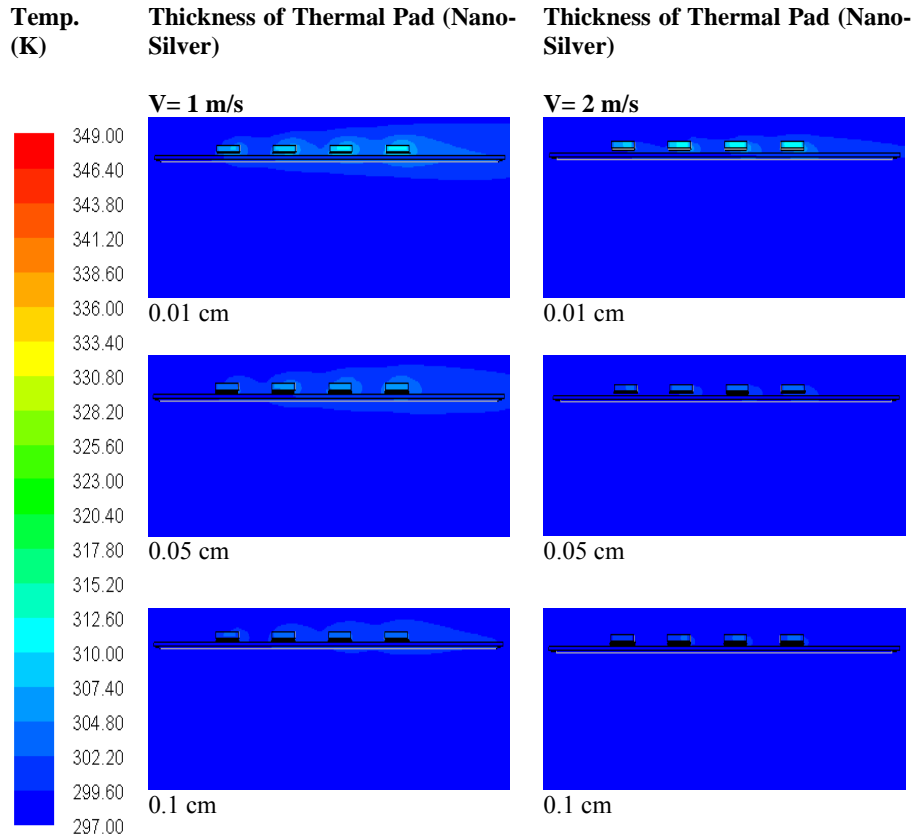 Temp.
(K)
Thickness of Thermal Pad (Nano-
Silver)
Thickness of Thermal Pad (Nano-
Silver)
V= 1 m/s
V= 2 m/s
349.00
346.40
343.80
341.20
338.60
336.00
333.40
330.80
328.20
325.60
323.00
320.40
317.80
315.20
312.60
310.00
307.40
304.80
302.20
299.60
297.00
0.01 cm
0.01 cm
0.05 cm
0.05 cm
0.1 cm
0.1 cm